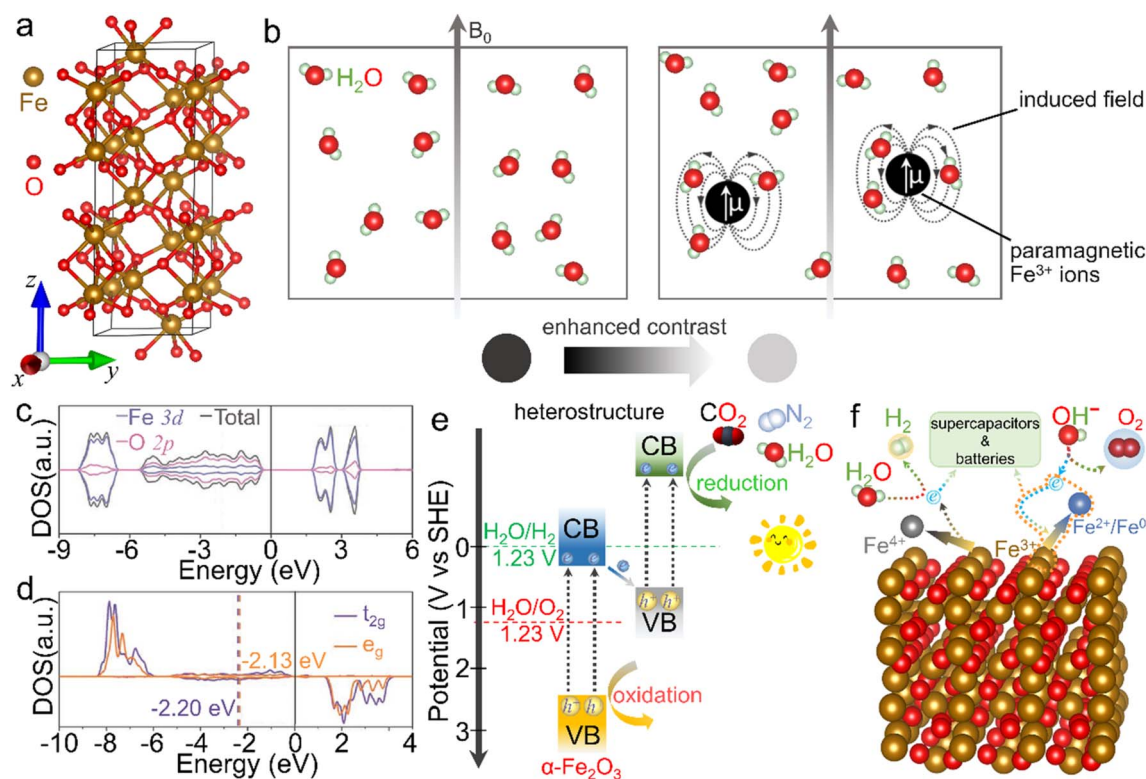 a
Fe
O
z
x
y
b
B₀
H₂O
μ
μ
induced field
paramagnetic
Fe³⁺ ions
enhanced contrast
c
Fe 3d
Total
O 2p
DOS(a.u.)
-9 -6 -3 0 3 6
Energy (eV)
d
t₂g
e_g
-2.13 eV
-2.20 eV
DOS(a.u.)
-10 -8 -6 -4 -2 0 2 4
Energy (eV)
e
heterostructure
CO₂
N₂
H₂O
CB
e⁻ e⁻
reduction
H₂O/H₂
1.23 V
CB
e⁻ e⁻
e⁻
H₂O/O₂
1.23 V
h⁺ h⁺
VB
oxidation
h⁺ h⁺
VB
α-Fe₂O₃
Potential (V vs SHE)
0
1
2
3
f
H₂
supercapacitors
&
batteries
OH⁻
O₂
H₂O
e⁻
e⁻
Fe⁴⁺
Fe³⁺
Fe²⁺/Fe⁰